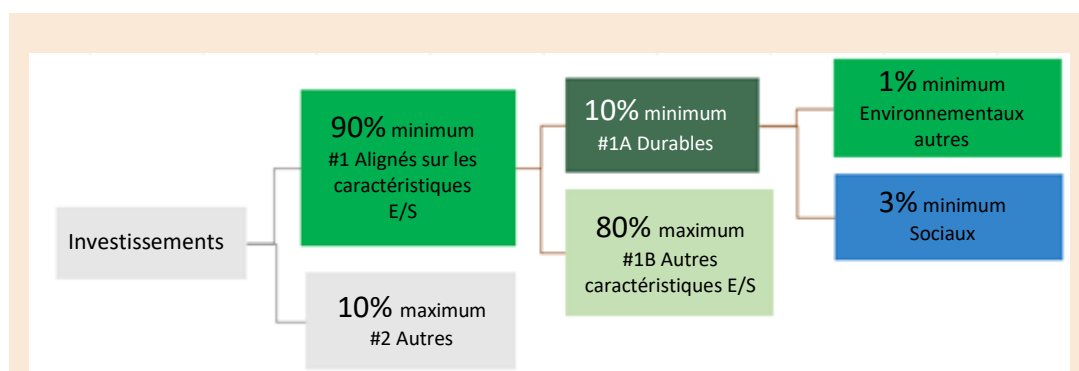 Investissements
90% minimum
#1 Alignés sur les
caractéristiques
E/S
10% maximum
#2 Autres
10% minimum
#1A Durables
80% maximum
#1B Autres
caractéristiques E/S
1% minimum
Environnementaux
autres
3% minimum
Sociaux